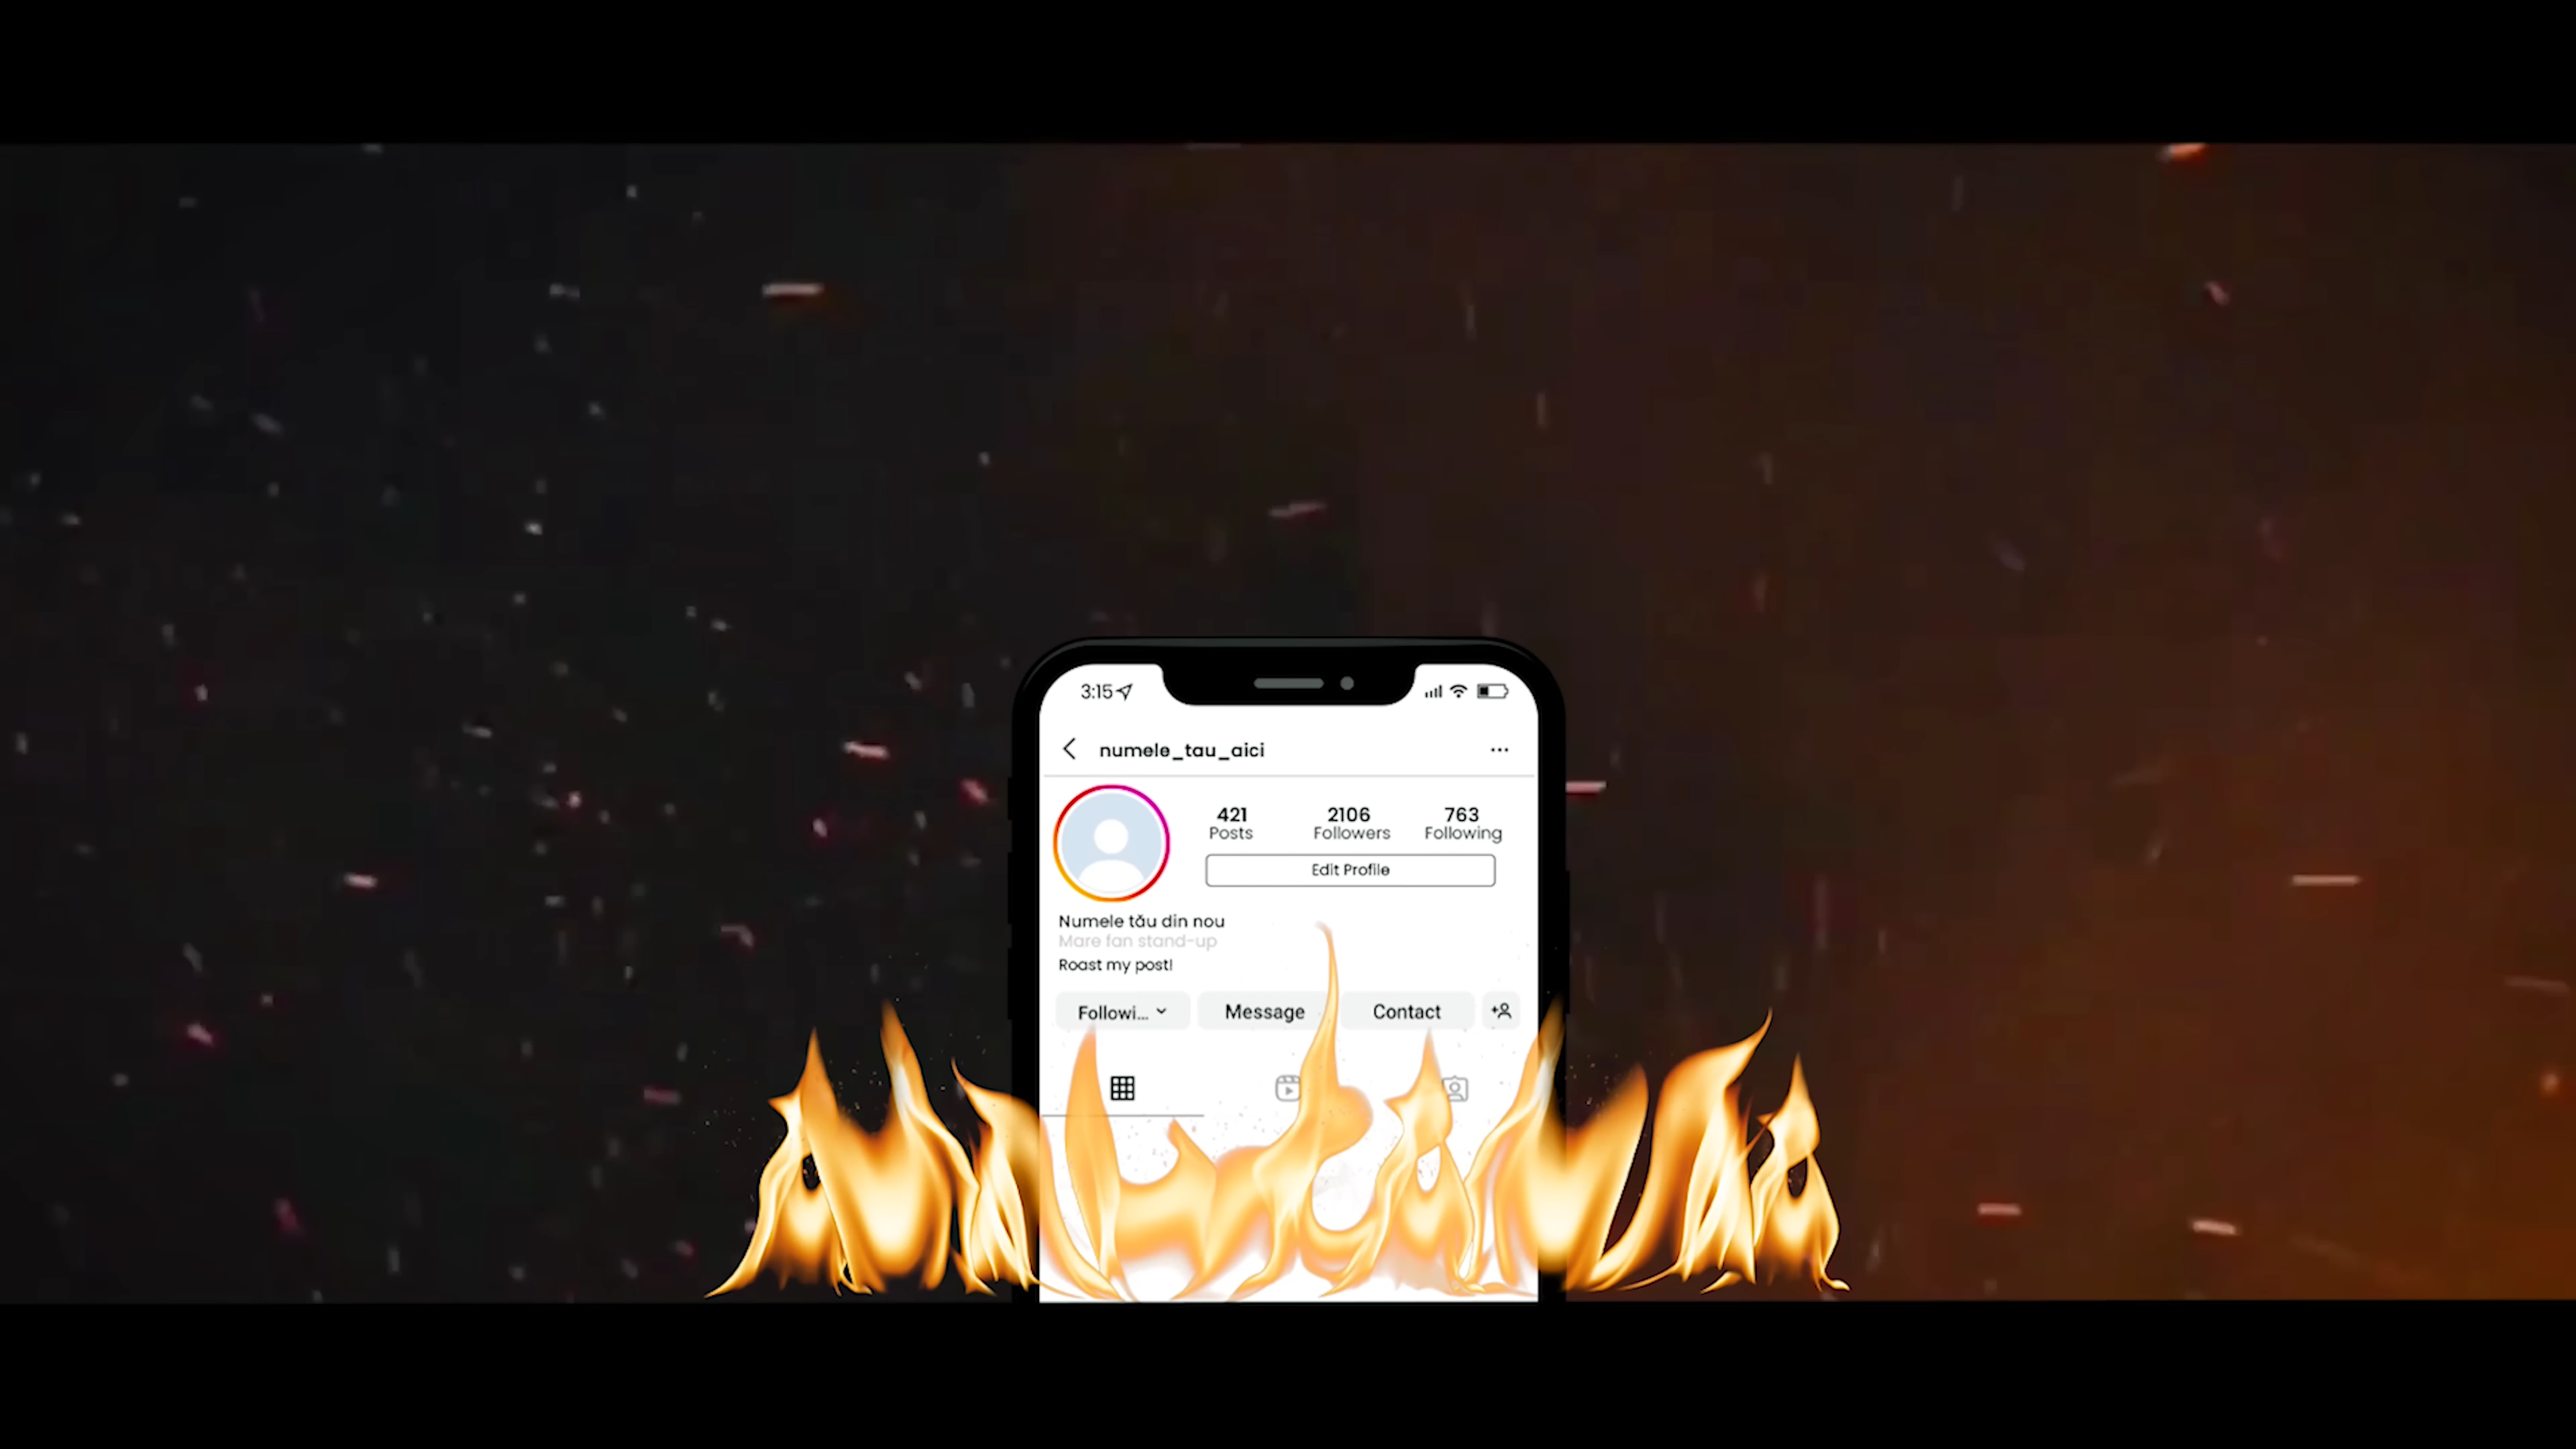 3:15
numele_tau_aici
421 2106 763
Posts Followers Following
Edit Profile
Numele tău din nou
Mare fan stand-up
Roast my post!
Followi... Message Contact